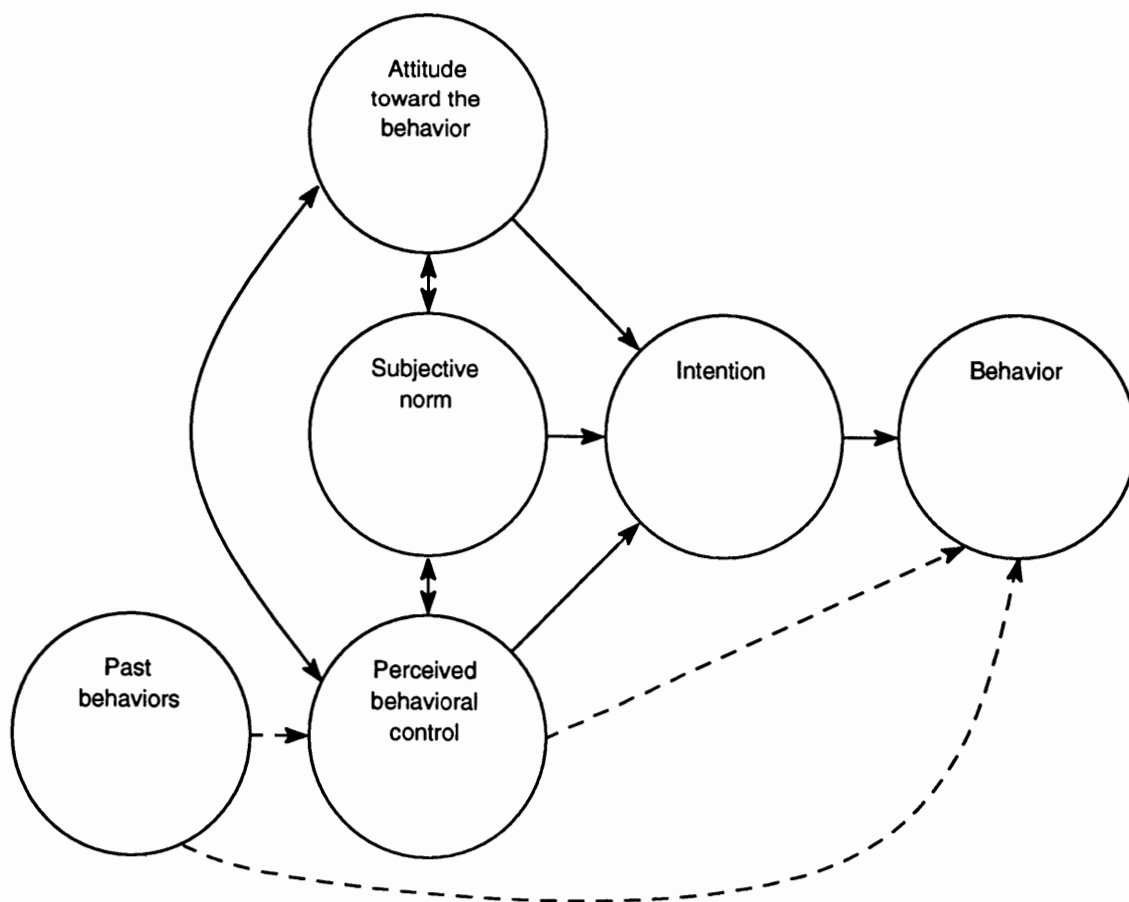 Attitude
toward the
behavior
Subjective
norm
Intention
Behavior
Past
behaviors
Perceived
behavioral
control